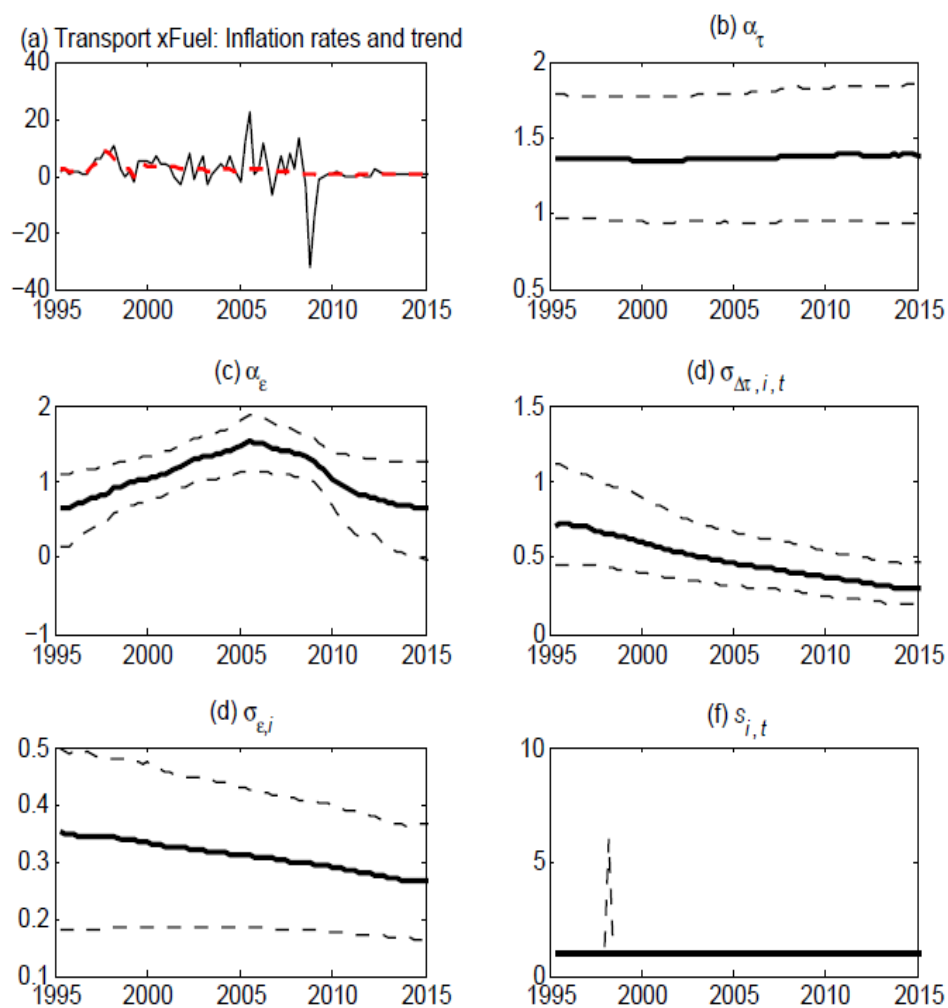 (a) Transport xFuel: Inflation rates and trend
40
20
0
−20
−40
1995 2000 2005 2010 2015
(b) ατ
2
1.5
1
0.5
1995 2000 2005 2010 2015
(c) αε
2
1
0
−1
1995 2000 2005 2010 2015
(d) σΔτ,i,t
1.5
1
0.5
0
1995 2000 2005 2010 2015
(d) σε,i
0.5
0.4
0.3
0.2
0.1
1995 2000 2005 2010 2015
(f) si,t
10
5
0
1995 2000 2005 2010 2015